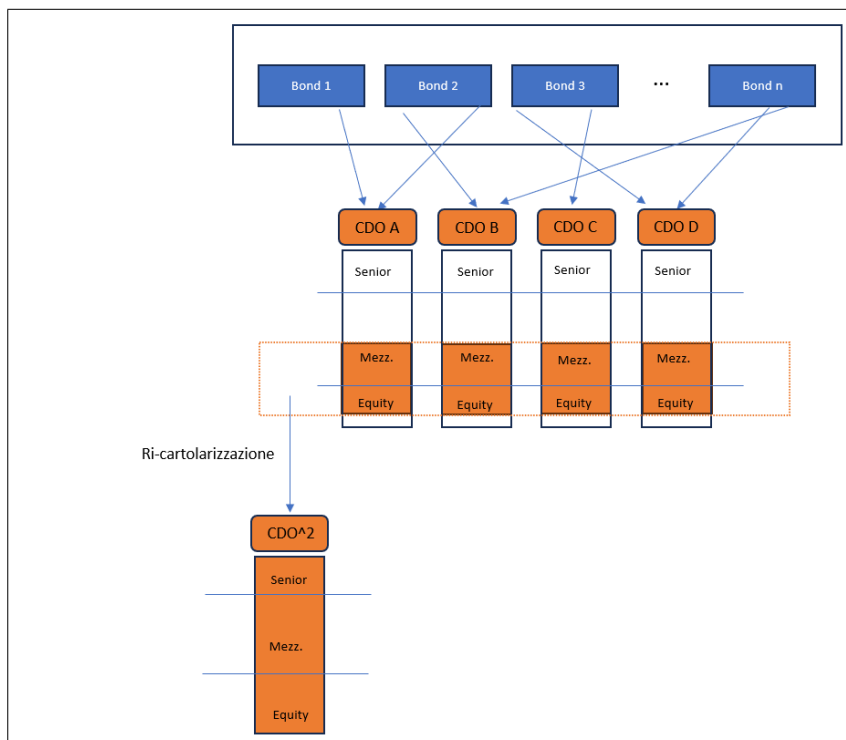 Bond 1 Bond 2 Bond 3 ... Bond n
CDO A CDO B CDO C CDO D
Senior Senior Senior Senior
Mezz. Mezz. Mezz. Mezz.
Equity Equity Equity Equity
Ri-cartolarizzazione
CDO^2
Senior
Mezz.
Equity